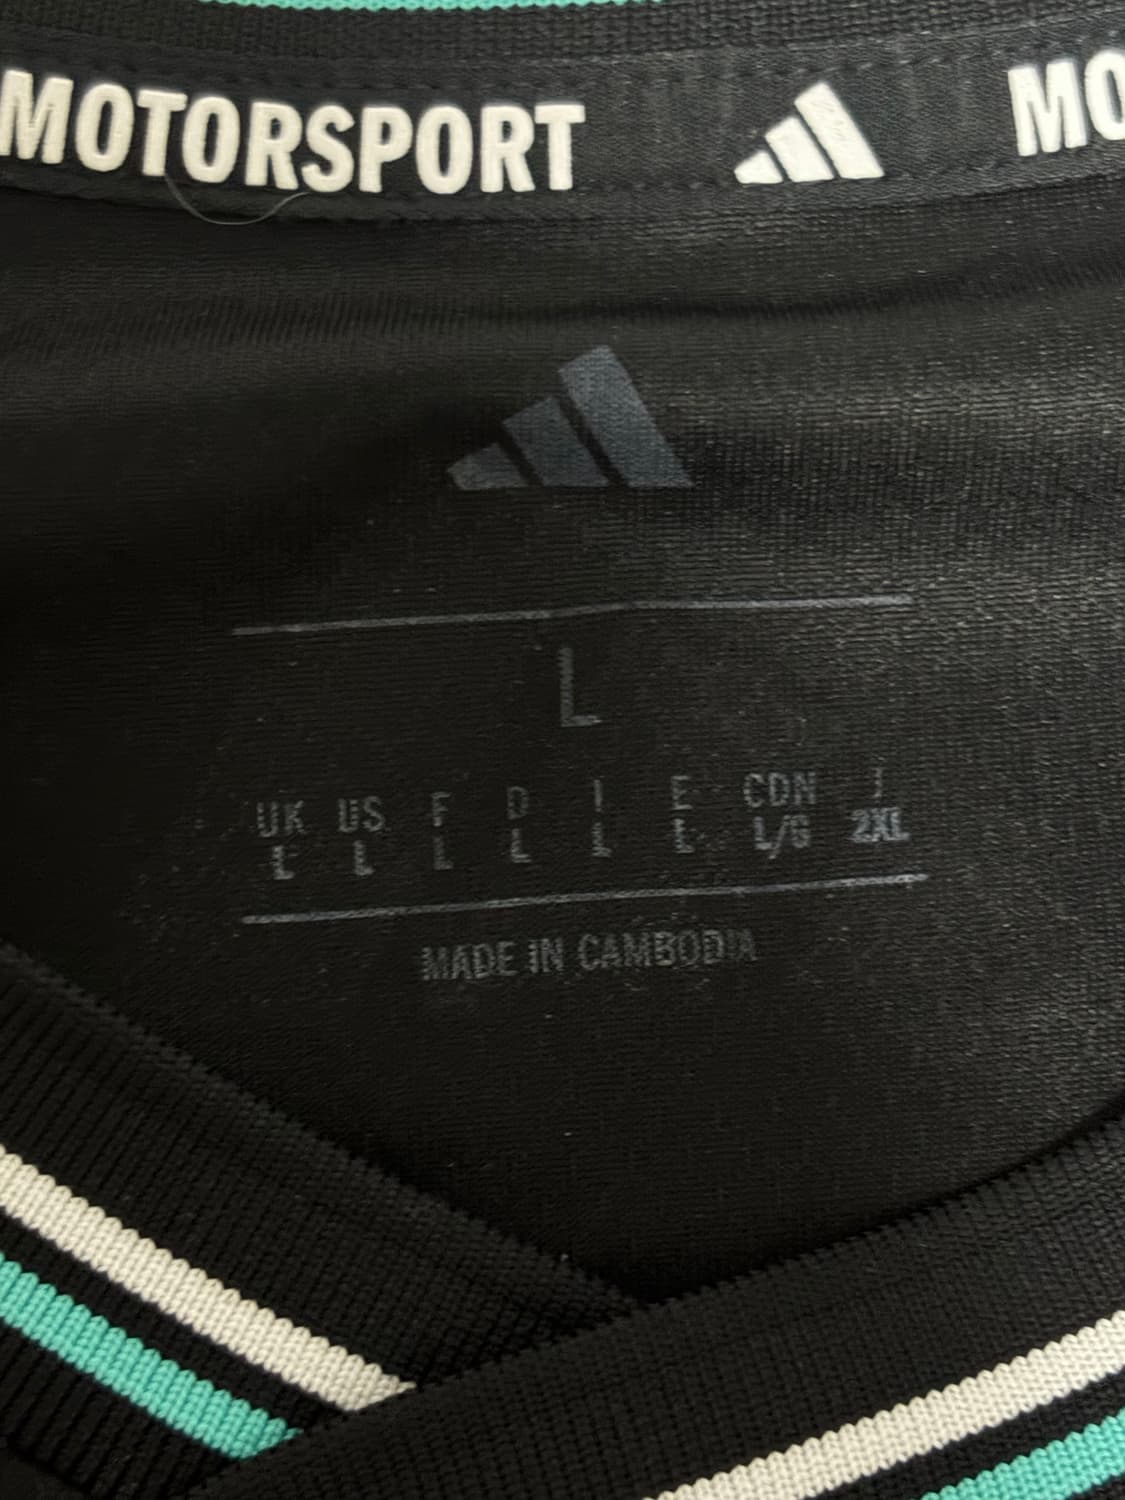 MOTORSPORT MO
L
UK US F D I E CDN J
L L L L L L L/G 2XL
MADE IN CAMBODIA